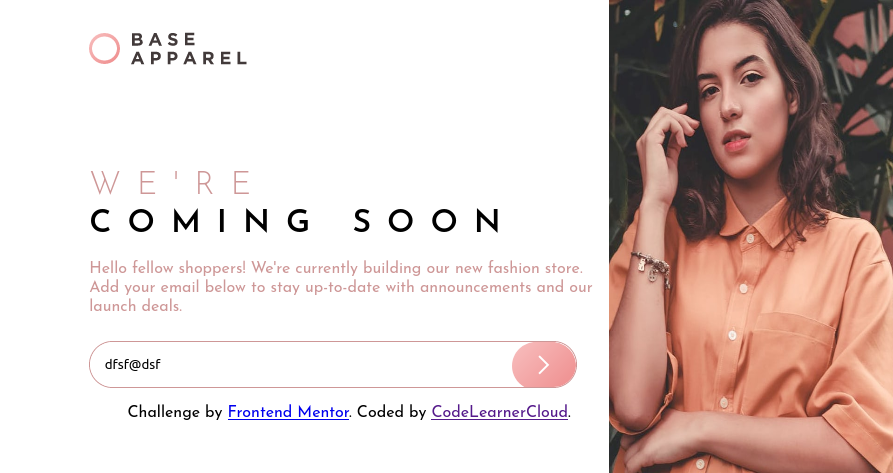 BASE
APPAREL
WE'RE
COMING SOON
Hello fellow shoppers! We're currently building our new fashion store.
Add your email below to stay up-to-date with announcements and our
launch deals.
dfsf@dsf
Challenge by Frontend Mentor. Coded by CodeLearnerCloud.